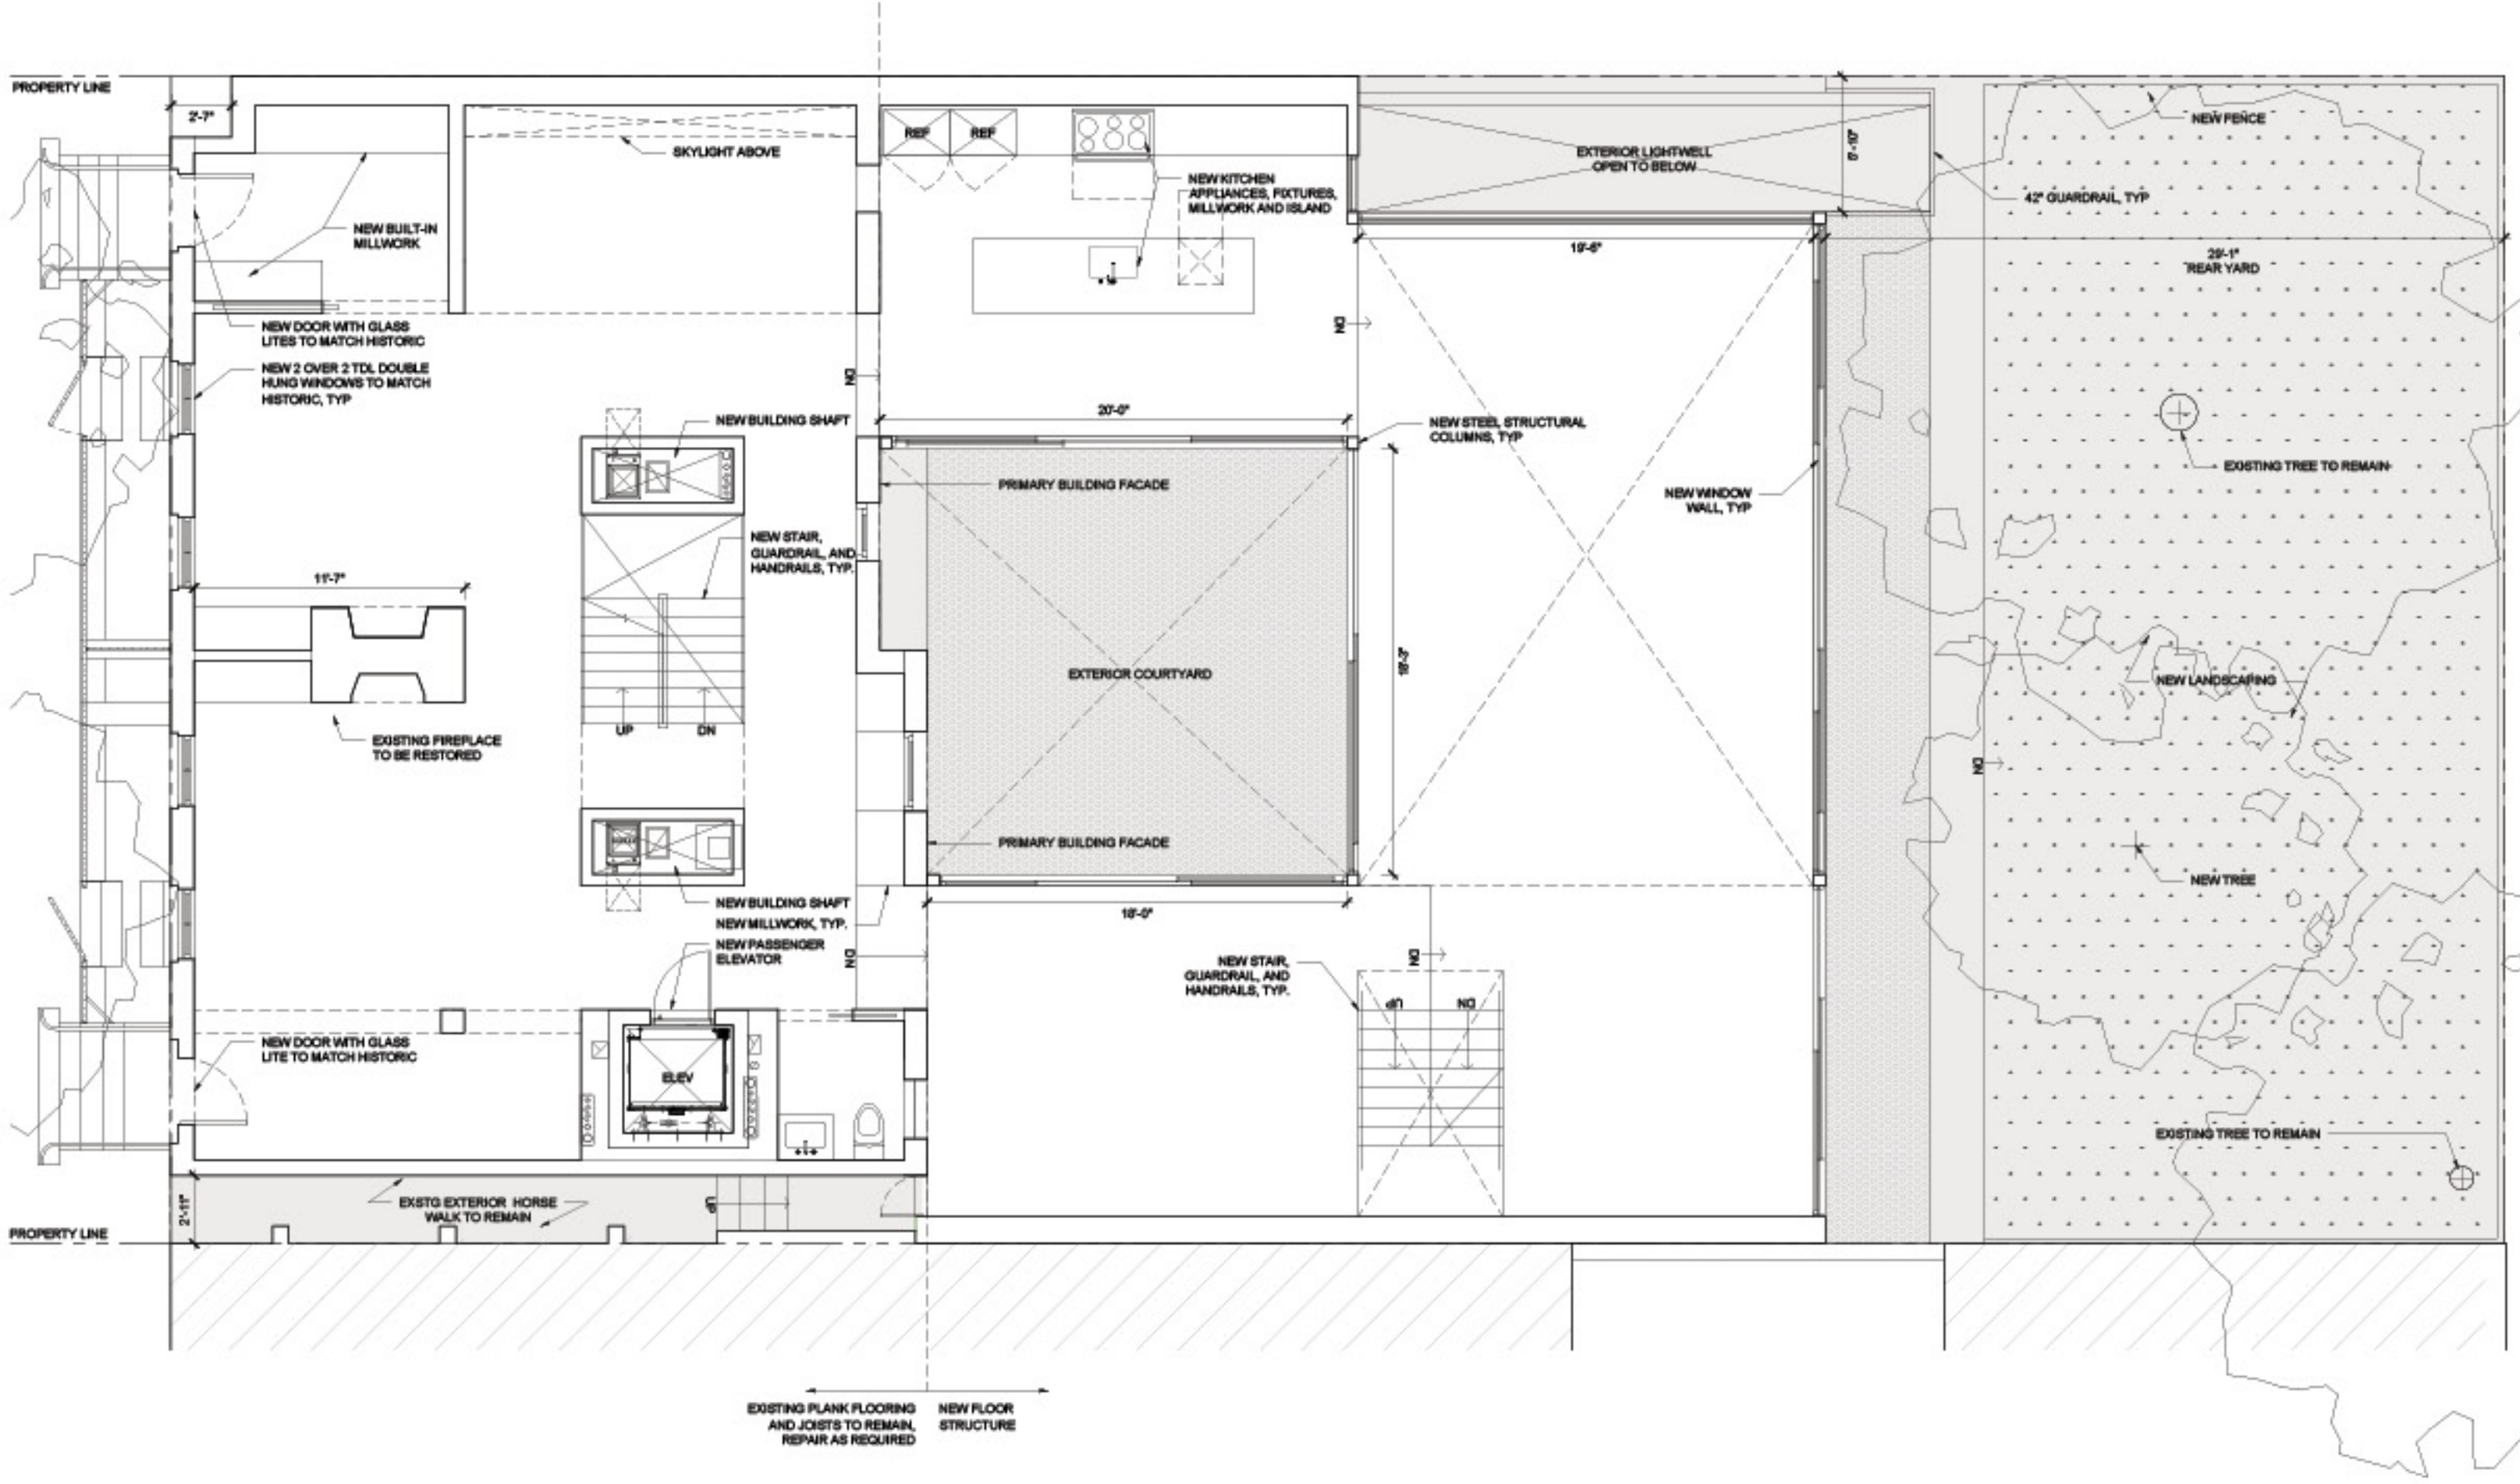 PROPERTY LINE
2'-7"
REF
REF
SKYLIGHT ABOVE
NEW BUILT-IN
MILLWORK
NEW KITCHEN
APPLIANCES, FIXTURES,
MILLWORK AND ISLAND
EXTERIOR LIGHTWELL
OPEN TO BELOW
NEW FENCE
42" GUARDRAIL, TYP
19'-6"
29'-1"
REAR YARD
NEW DOOR WITH GLASS
LITES TO MATCH HISTORIC
NEW 2 OVER 2 TDL DOUBLE
HUNG WINDOWS TO MATCH
HISTORIC, TYP
DN
DN
NEW BUILDING SHAFT
20'-0"
NEW STEEL STRUCTURAL
COLUMNS, TYP
EXISTING TREE TO REMAIN
PRIMARY BUILDING FACADE
NEW WINDOW
WALL, TYP
NEW STAIR,
GUARDRAIL, AND
HANDRAILS, TYP.
11'-7"
EXTERIOR COURTYARD
NEW LANDSCAPING
UP
DN
EXISTING FIREPLACE
TO BE RESTORED
DN
PRIMARY BUILDING FACADE
NEW TREE
NEW BUILDING SHAFT
NEW MILLWORK, TYP.
18'-0"
NEW PASSENGER
ELEVATOR
DN
DN
NEW STAIR,
GUARDRAIL, AND
HANDRAILS, TYP.
UP
DN
NEW DOOR WITH GLASS
LITE TO MATCH HISTORIC
ELEV
EXISTING TREE TO REMAIN
2'-11"
EXSTG EXTERIOR HORSE
WALK TO REMAIN
UP
PROPERTY LINE
EXISTING PLANK FLOORING
AND JOISTS TO REMAIN,
REPAIR AS REQUIRED
NEW FLOOR
STRUCTURE